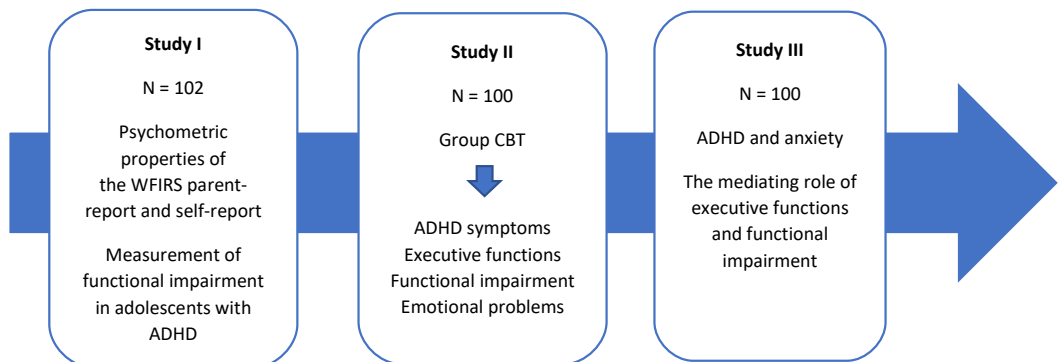 Study I
N = 102
Psychometric
properties of
the WFIRS parent-
report and self-report
Measurement of
functional impairment
in adolescents with
ADHD
Study II
N = 100
Group CBT
ADHD symptoms
Executive functions
Functional impairment
Emotional problems
Study III
N = 100
ADHD and anxiety
The mediating role of
executive functions
and functional
impairment